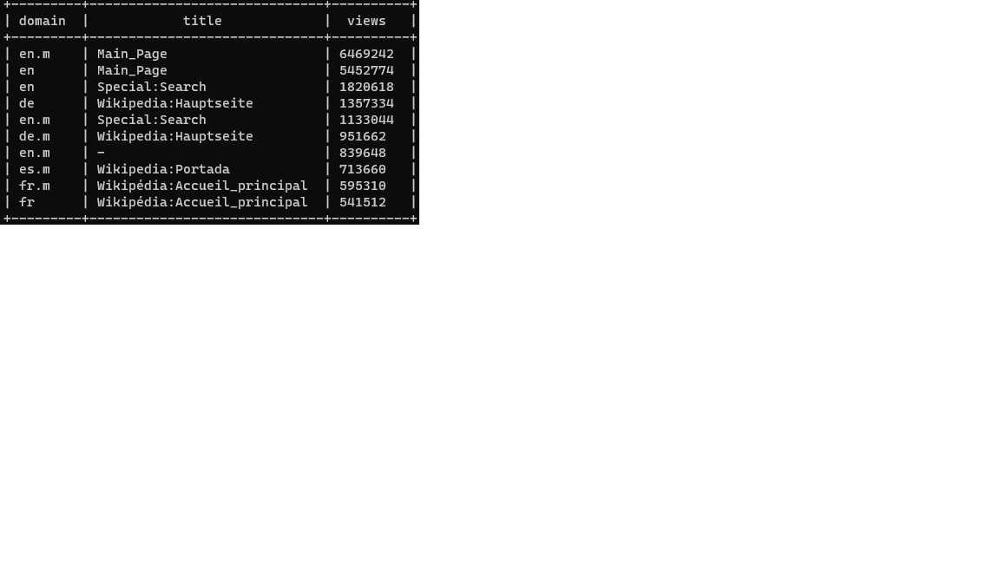 +---------+------------------------------+----------+
| domain  |            title             |  views   |
+---------+------------------------------+----------+
| en.m    | Main_Page                    | 6469242  |
| en      | Main_Page                    | 5452774  |
| en      | Special:Search               | 1820618  |
| de      | Wikipedia:Hauptseite         | 1357334  |
| en.m    | Special:Search               | 1133044  |
| de.m    | Wikipedia:Hauptseite         | 951662   |
| en.m    | -                            | 839648   |
| es.m    | Wikipedia:Portada            | 713660   |
| fr.m    | Wikipédia:Accueil_principal  | 595310   |
| fr      | Wikipédia:Accueil_principal  | 541512   |
+---------+------------------------------+----------+